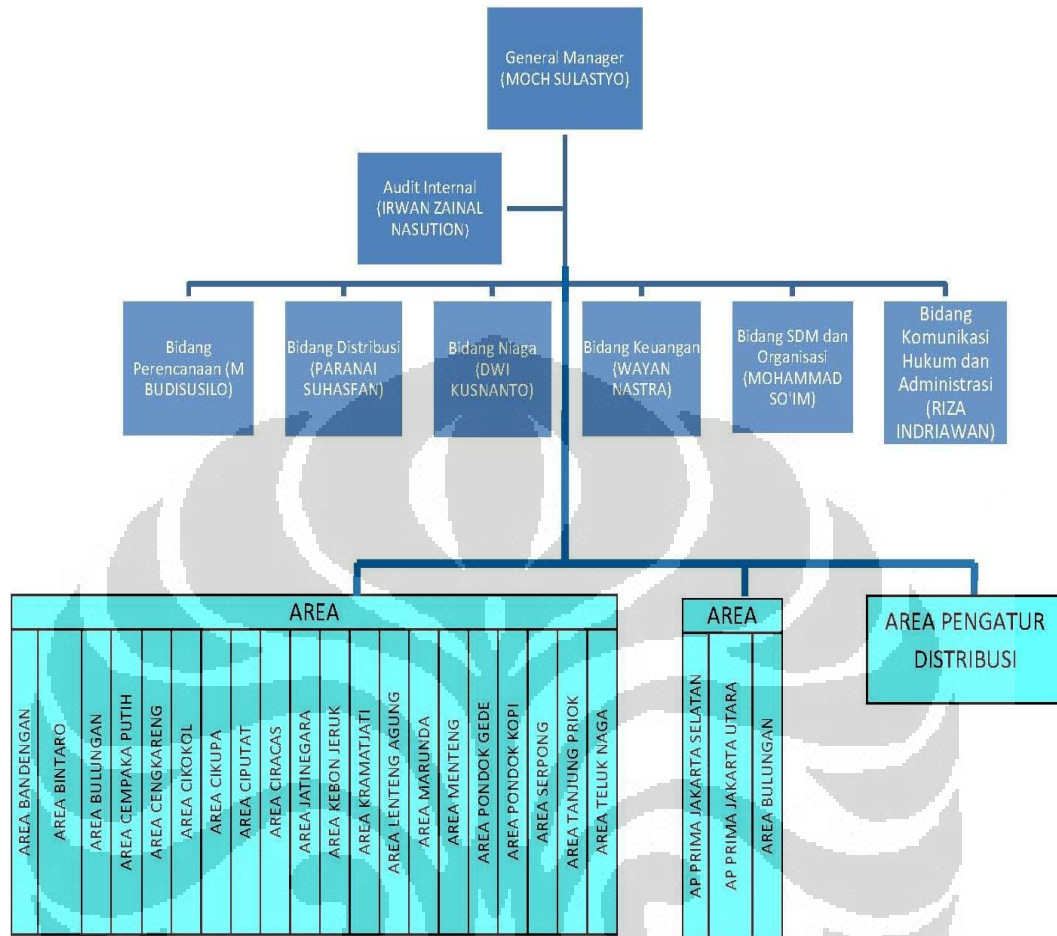 General Manager
(MOCH SULASTYO)
Audit Internal
(IRWAN ZAINAL
NASUTION)
Bidang
Perencanaan (M
BUDISUSILO)
Bidang Distribusi
(PARANAI
SUHASFAN)
Bidang Niaga
(DWI
KUSNANTO)
Bidang Keuangan
(WAYAN
NASTRA)
Bidang SDM dan
Organisasi
(MOHAMMAD
SO'IM)
Bidang
Komunikasi
Hukum dan
Administrasi
(RIZA
INDRIAWAN)
AREA
AREA BANDENGAN
AREA BINTARO
AREA BULUNGAN
AREA CEMPAKA PUTIH
AREA CENGKARENG
AREA CIKOKOL
AREA CIKUPA
AREA CIPUTAT
AREA CIRACAS
AREA JATINEGARA
AREA KEBON JERUK
AREA KRAMATJATI
AREA LENTENG AGUNG
AREA MARUNDA
AREA MENTENG
AREA PONDOK GEDE
AREA PONDOK KOPI
AREA SERPONG
AREA TANJUNG PRIOK
AREA TELUK NAGA
AREA
AP PRIMA JAKARTA SELATAN
AP PRIMA JAKARTA UTARA
AREA BULUNGAN
AREA PENGATUR
DISTRIBUSI